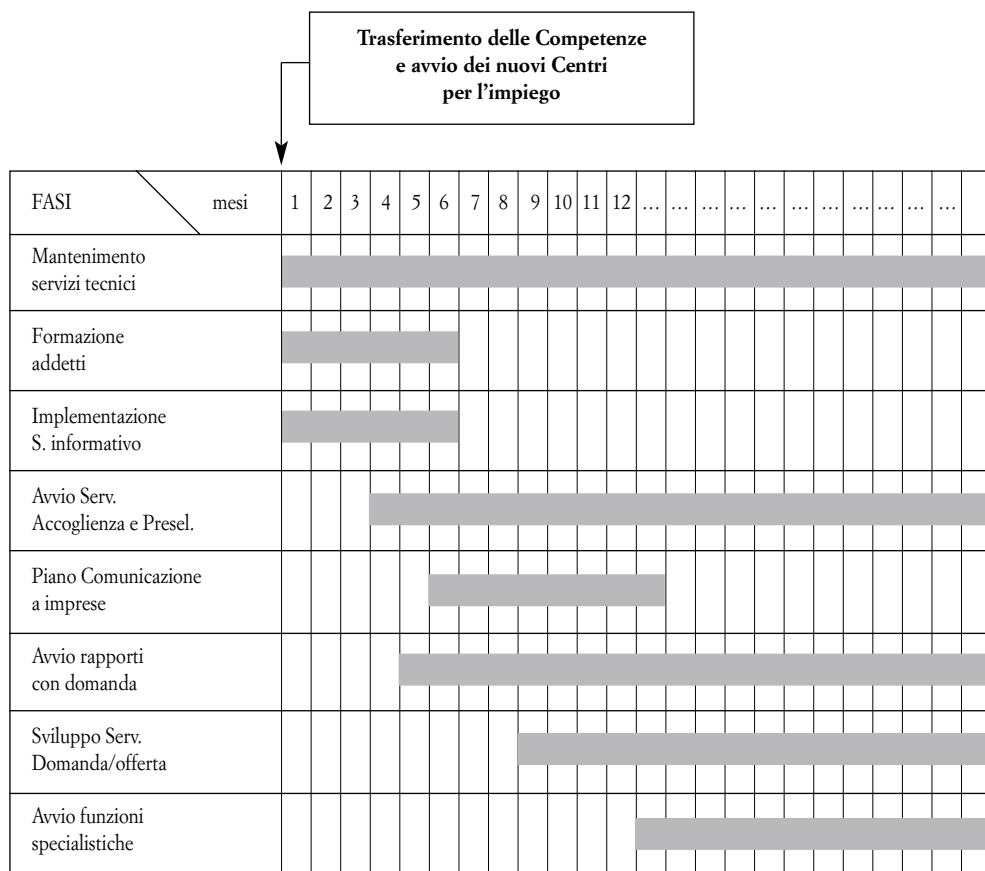 Trasferimento delle Competenze
e avvio dei nuovi Centri
per l'impiego
FASI mesi 1 2 3 4 5 6 7 8 9 10 11 12 ... ... ... ... ... ... ... ... ... ... ...
Mantenimento
servizi tecnici
Formazione
addetti
Implementazione
S. informativo
Avvio Serv.
Accoglienza e Presel.
Piano Comunicazione
a imprese
Avvio rapporti
con domanda
Sviluppo Serv.
Domanda/offerta
Avvio funzioni
specialistiche